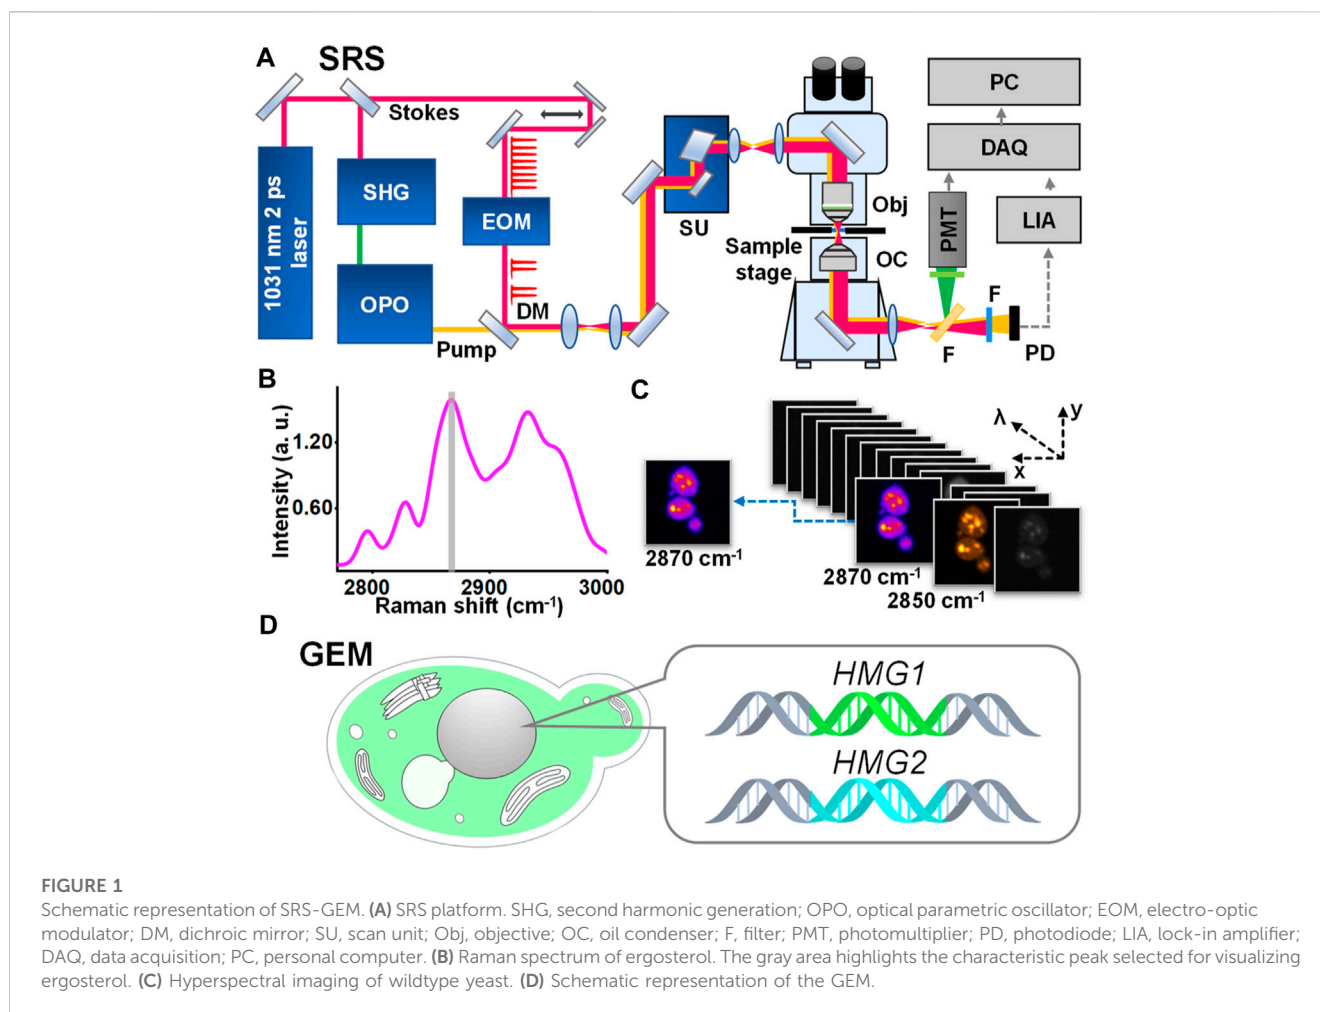 A
SRS
Stokes
1031 nm 2 ps
laser
SHG
OPO
EOM
Pump
DM
SU
Obj
Sample
stage
OC
PC
DAQ
PMT
LIA
F
F
PD
B
Intensity (a. u.)
1.20
0.60
2800
2900
3000
Raman shift (cm-1)
C
2870 cm-1
2870 cm-1
2850 cm-1
λ
y
x
D
GEM
HMG1
HMG2
FIGURE 1
Schematic representation of SRS-GEM. (A) SRS platform. SHG, second harmonic generation; OPO, optical parametric oscillator; EOM, electro-optic
modulator; DM, dichroic mirror; SU, scan unit; Obj, objective; OC, oil condenser; F, filter; PMT, photomultiplier; PD, photodiode; LIA, lock-in amplifier;
DAQ, data acquisition; PC, personal computer. (B) Raman spectrum of ergosterol. The gray area highlights the characteristic peak selected for visualizing
ergosterol. (C) Hyperspectral imaging of wildtype yeast. (D) Schematic representation of the GEM.